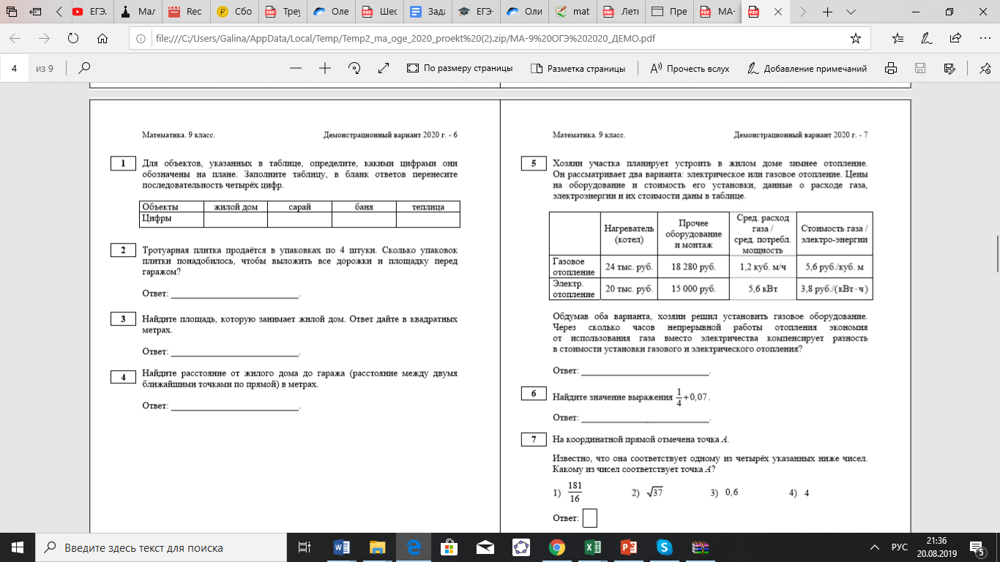 ЕГЭ.
Мал
Rec
Сбо
Треу
Оле
Шес
Зада
ЕГЭ-
Оли
mat
Летн
Пре
МА-
file:///C:/Users/Galina/AppData/Local/Temp/Temp2_ma_oge_2020_proekt%20(2).zip/МА-9%20ОГЭ%202020_ДЕМО.pdf
4 из 9 По размеру страницы Разметка страницы Прочесть вслух Добавление примечаний
Математика. 9 класс. Демонстрационный вариант 2020 г. - 6
1 Для объектов, указанных в таблице, определите, какими цифрами они
обозначены на плане. Заполните таблицу, в бланк ответов перенесите
последовательность четырёх цифр.
Объекты жилой дом сарай баня теплица
Цифры
2 Тротуарная плитка продаётся в упаковках по 4 штуки. Сколько упаковок
плитки понадобилось, чтобы выложить все дорожки и площадку перед
гаражом?
Ответ: ____________________________.
3 Найдите площадь, которую занимает жилой дом. Ответ дайте в квадратных
метрах.
Ответ: ____________________________.
4 Найдите расстояние от жилого дома до гаража (расстояние между двумя
ближайшими точками по прямой) в метрах.
Ответ: ____________________________.
Математика. 9 класс. Демонстрационный вариант 2020 г. - 7
5 Хозяин участка планирует устроить в жилом доме зимнее отопление.
Он рассматривает два варианта: электрическое или газовое отопление. Цены
на оборудование и стоимость его установки, данные о расходе газа,
электроэнергии и их стоимости даны в таблице.
Нагреватель
(котел)
Прочее
оборудование
и монтаж
Сред. расход
газа /
сред. потребл.
мощность
Стоимость газа /
электро-энергии
Газовое
отопление
24 тыс. руб. 18 280 руб. 1,2 куб. м/ч 5,6 руб./куб. м
Электр.
отопление
20 тыс. руб. 15 000 руб. 5,6 кВт 3,8 руб./(кВт·ч)
Обдумав оба варианта, хозяин решил установить газовое оборудование.
Через сколько часов непрерывной работы отопления экономия
от использования газа вместо электричества компенсирует разность
в стоимости установки газового и электрического отопления?
Ответ: ____________________________.
6 Найдите значение выражения 1/4+0,07.
Ответ: ____________________________.
7 На координатной прямой отмечена точка A.
Известно, что она соответствует одному из четырёх указанных ниже чисел.
Какому из чисел соответствует точка A?
1) 181/16 2) √37 3) 0,6 4) 4
Ответ:
Введите здесь текст для поиска
РУС
21:36
20.08.2019
5